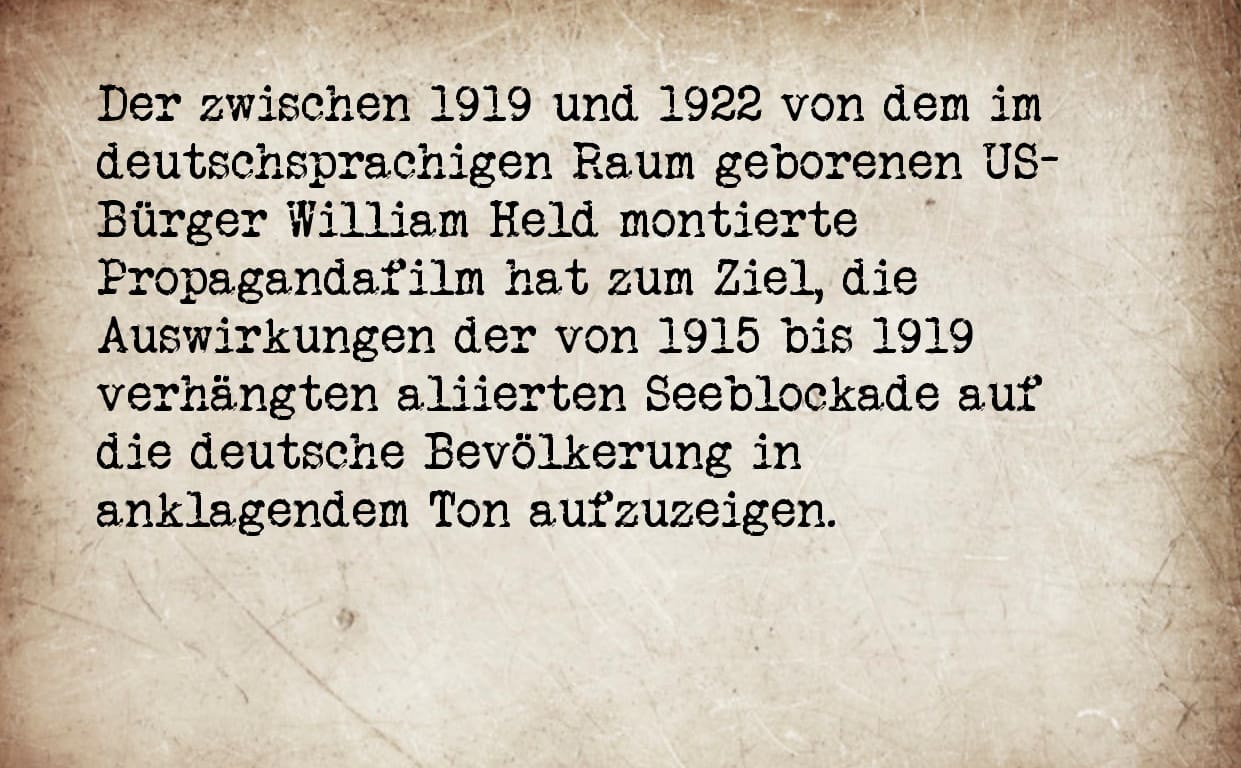 Der zwischen 1919 und 1922 von dem im
deutschsprachigen Raum geborenen US-
Bürger William Held montierte
Propagandafilm hat zum Ziel, die
Auswirkungen der von 1915 bis 1919
verhängten aliierten Seeblockade auf
die deutsche Bevölkerung in
anklagendem Ton aufzuzeigen.